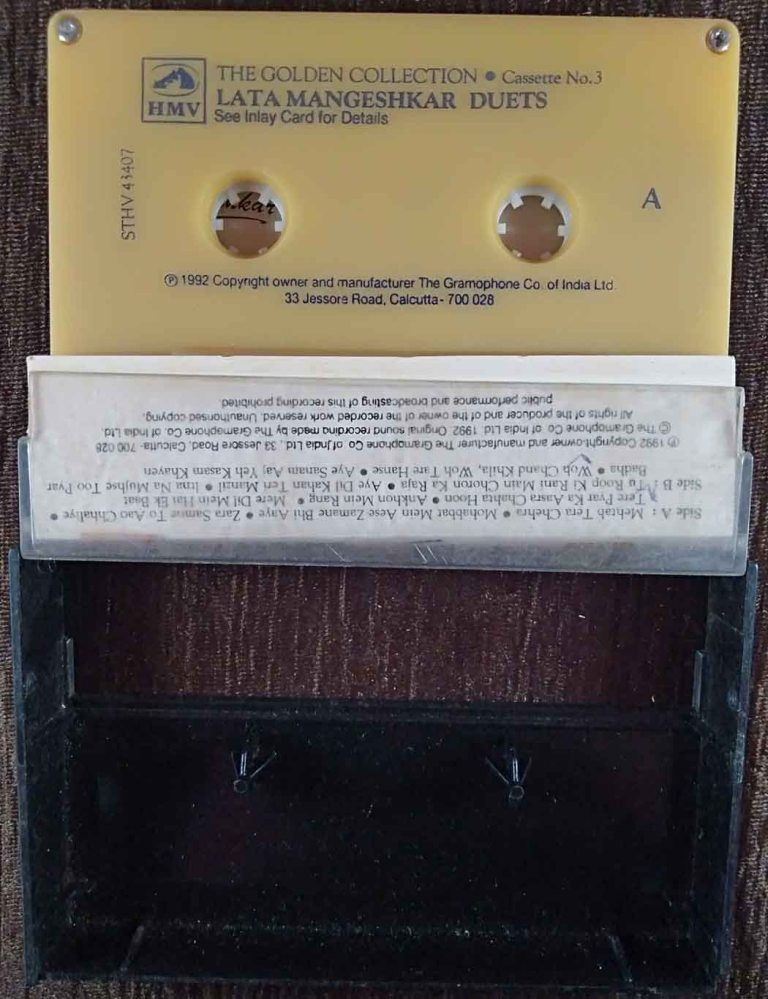 THE GOLDEN COLLECTION • Cassette No.3
HMV
LATA MANGESHKAR DUETS
See Inlay Card for Details
STHV 43407
A
kar
℗ 1992 Copyright owner and manufacturer The Gramophone Co. of India Ltd.
33 Jessore Road, Calcutta - 700 028
Side A : Mehtab Tera Chehra • Mohabbat Mein Aese Zamane Bhi Aaye • Zara Samne To Aao Chhaliye •
Tere Pyar Ka Aasra Chahta Hoon • Ankhon Mein Rang • Mere Dil Mein Hai Ek Baat
Side B : Tu Roop Ki Rani Main Choron Ka Raja • Aye Dil Kahan Teri Manzil • Itna Na Mujhse Too Pyar
Badha • Woh Chand Khila, Woh Tare Hanse • Aye Sanam Aaj Yeh Kasam Khayen
℗ 1992 Copyright-owner and manufacturer The Gramophone Co. of India Ltd., 33, Jessore Road, Calcutta- 700 028
© The Gramophone Co. of India Ltd. 1992 Original sound recording made by The Gramophone Co. of India Ltd.
All rights of the producer and of the owner of the recorded work reserved. Unauthorised copying,
public performance and broadcasting of this recording prohibited.